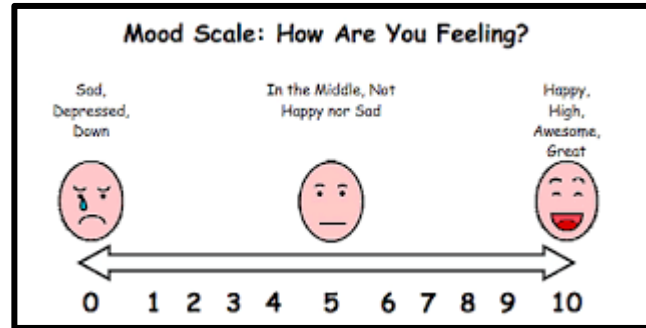 Mood Scale: How Are You Feeling?
Sad,
Depressed,
Down
In the Middle, Not
Happy nor Sad
Happy,
High,
Awesome,
Great
0 1 2 3 4 5 6 7 8 9 10